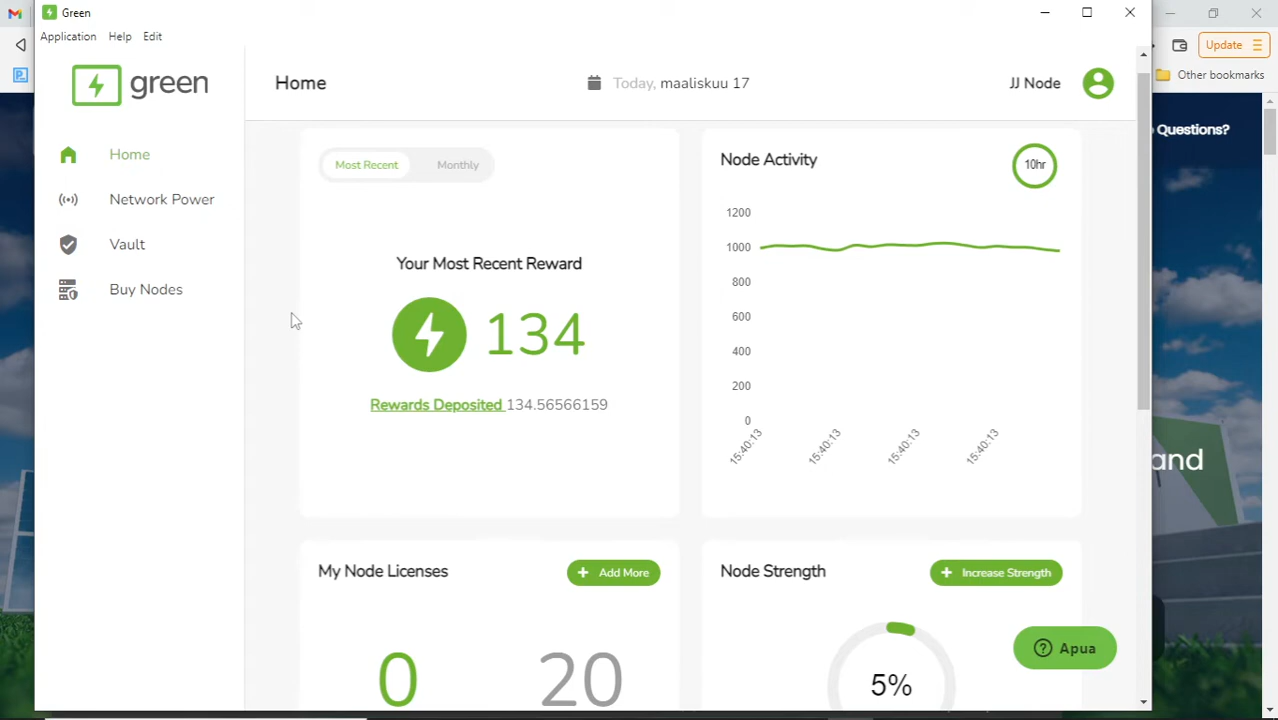 Green
Application Help Edit
Update
Other bookmarks
green
Home
Network Power
Vault
Buy Nodes
Home
Today, maaliskuu 17
JJ Node
Most Recent Monthly
Your Most Recent Reward
134
Rewards Deposited 134.56566159
Node Activity
10hr
1200
1000
800
600
400
200
0
15:40:13 15:40:13 15:40:13 15:40:13
My Node Licenses
+ Add More
0 20
Node Strength
+ Increase Strength
5%
? Apua
Questions?
and